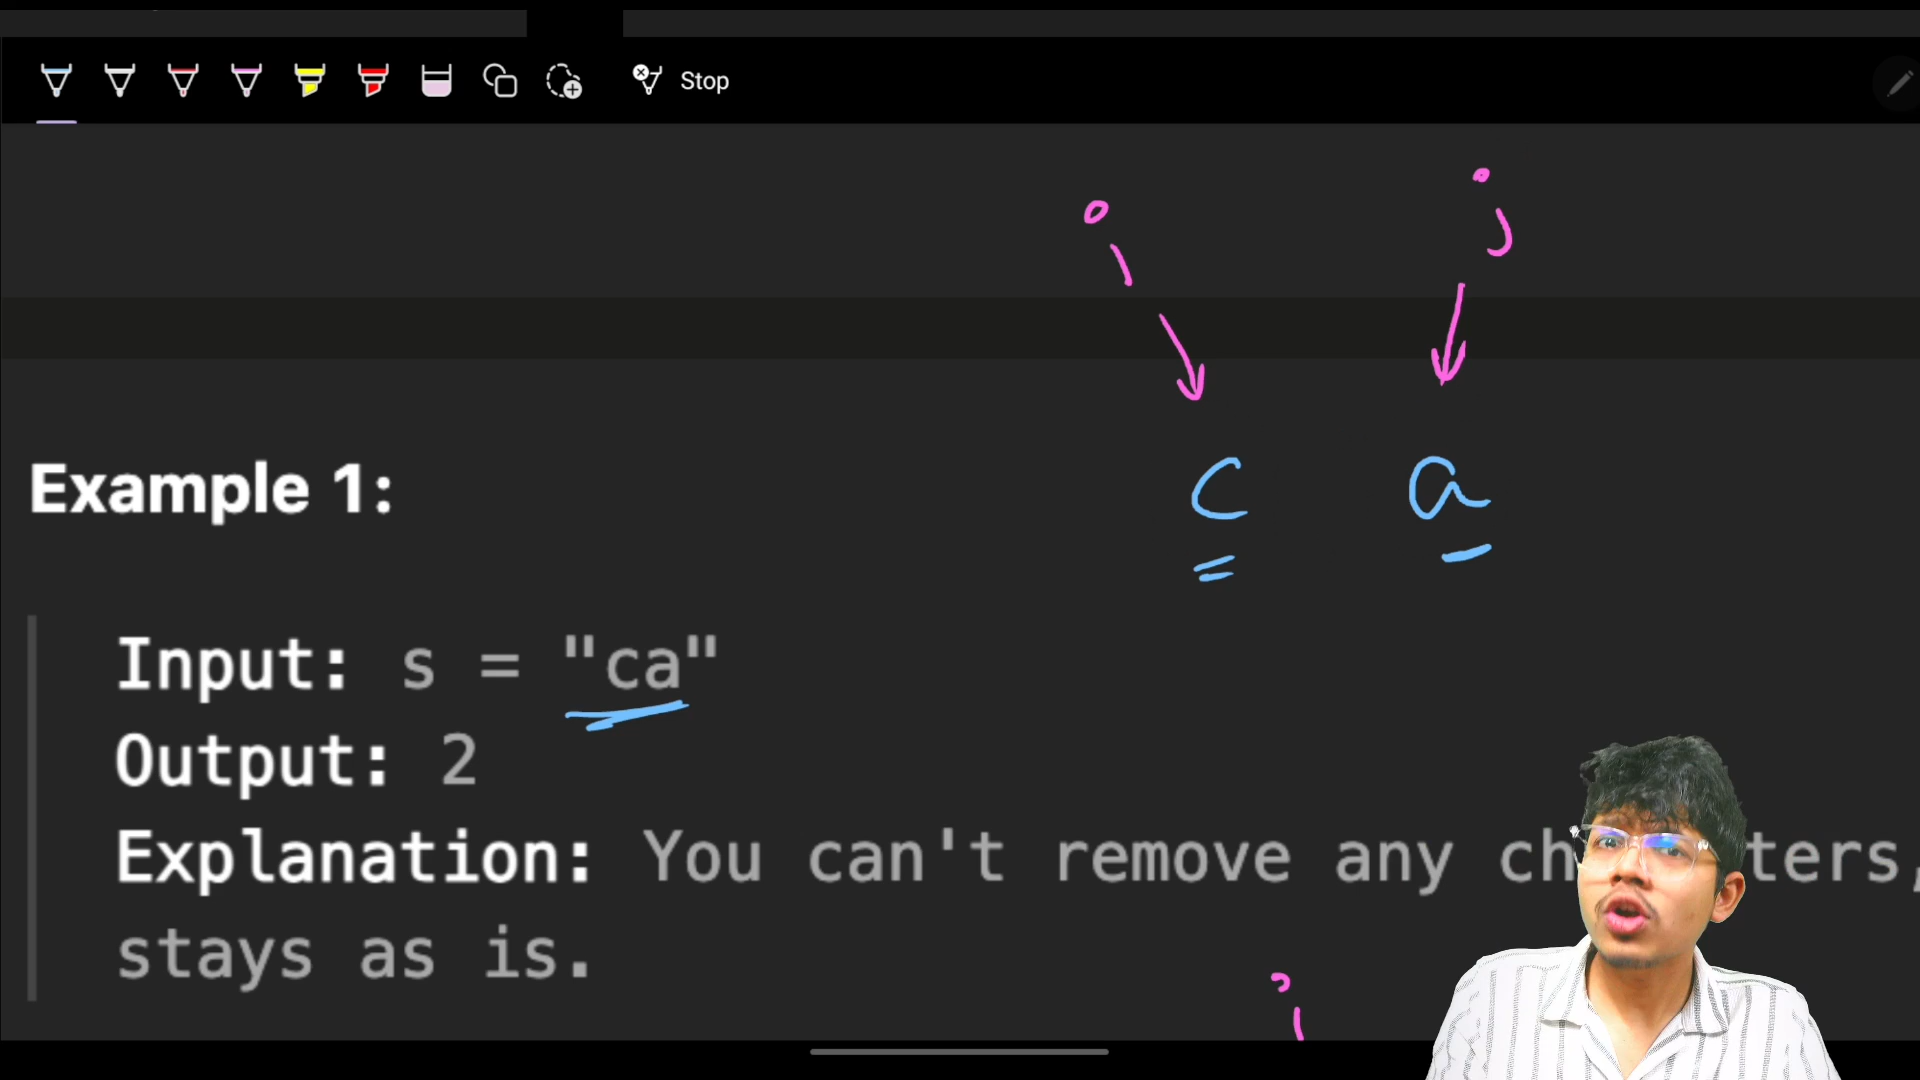 Stop
i
j
c a
Example 1:
Input: s = "ca"
Output: 2
Explanation: You can't remove any ch ters,
stays as is.
i